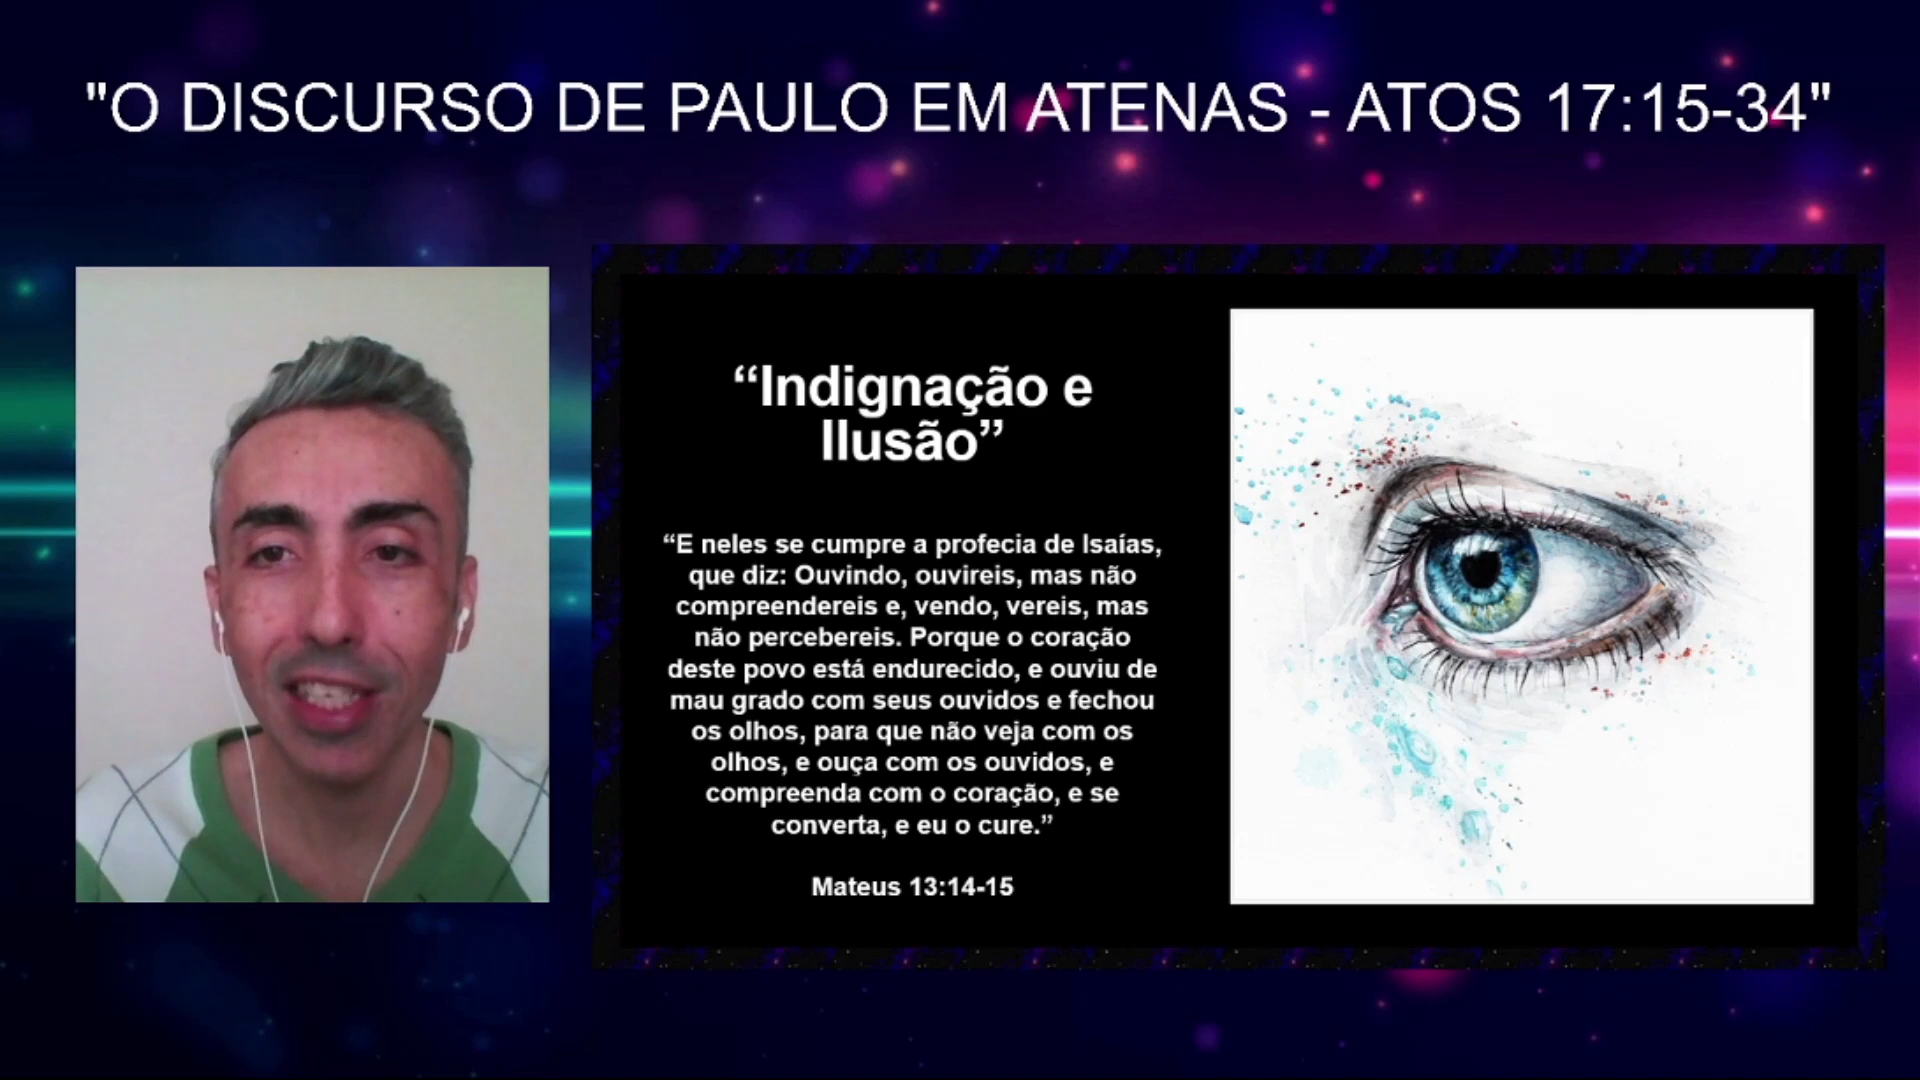 "O DISCURSO DE PAULO EM ATENAS - ATOS 17:15-34"
“Indignação e
Ilusão”
“E neles se cumpre a profecia de Isaías,
que diz: Ouvindo, ouvireis, mas não
compreendereis e, vendo, vereis, mas
não percebereis. Porque o coração
deste povo está endurecido, e ouviu de
mau grado com seus ouvidos e fechou
os olhos, para que não veja com os
olhos, e ouça com os ouvidos, e
compreenda com o coração, e se
converta, e eu o cure.”
Mateus 13:14-15